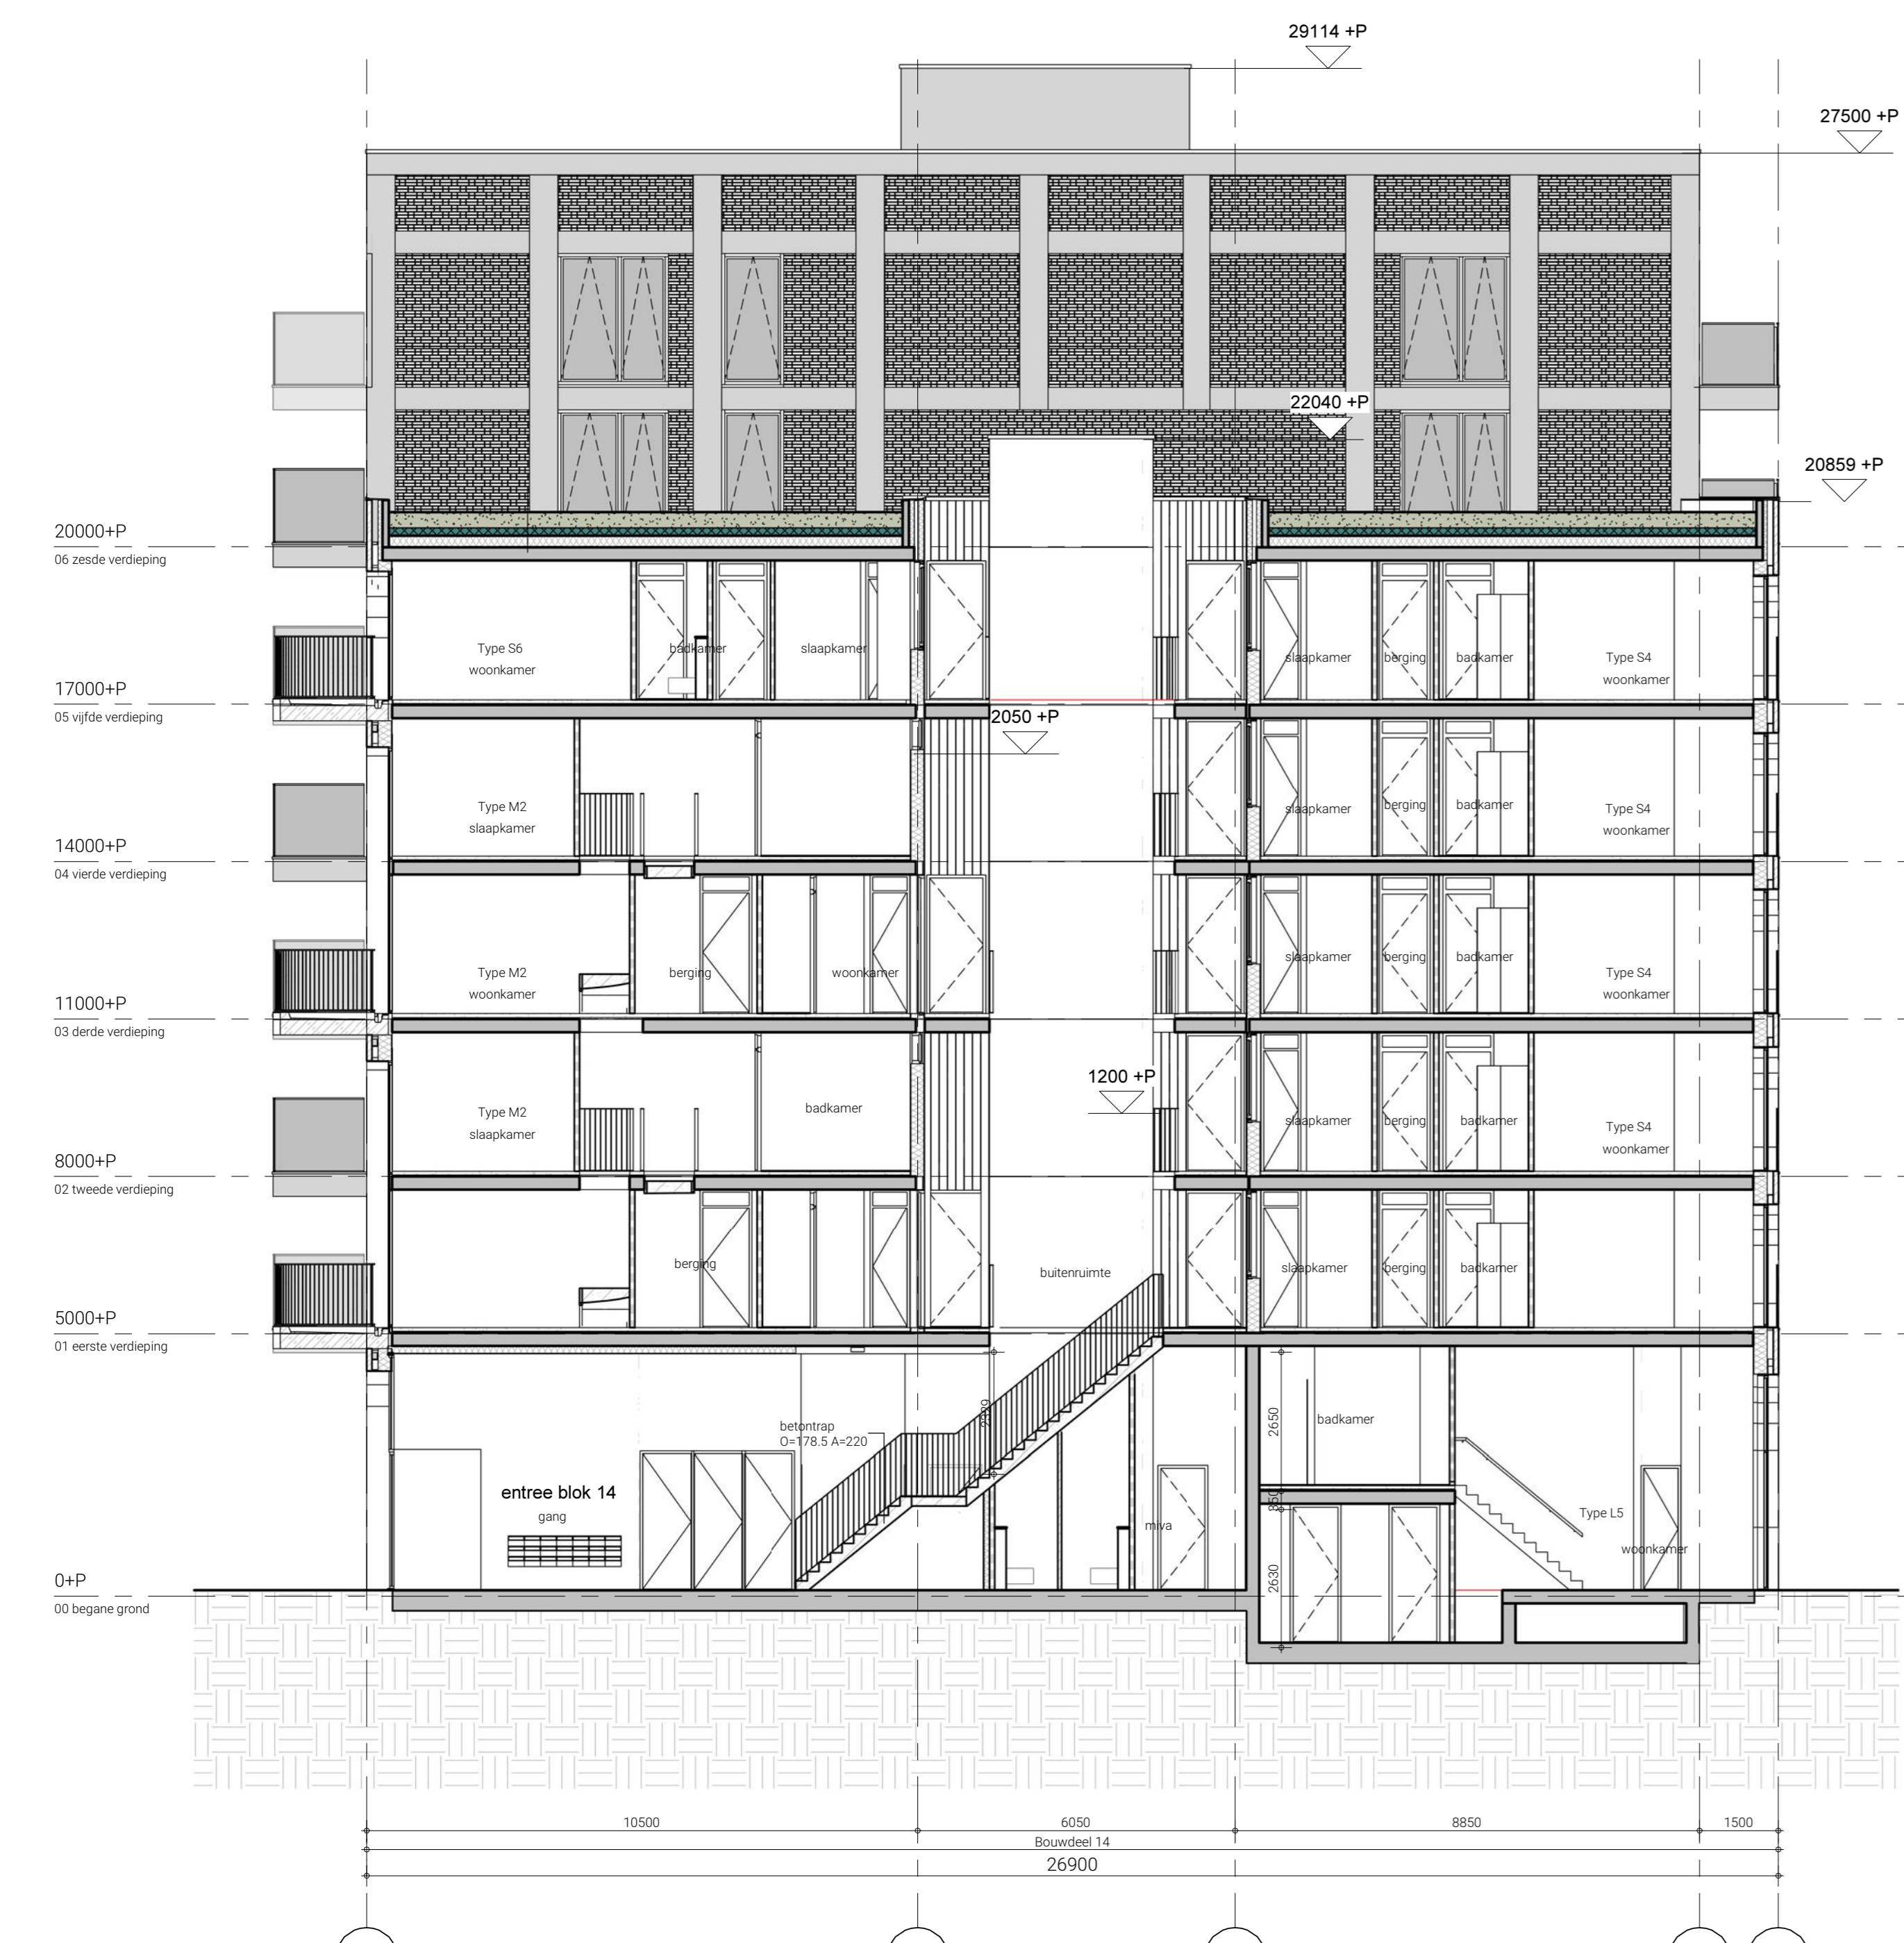 29114 +P
27500 +P
22040 +P
20859 +P
20000+P
06 zesde verdieping
Type S6
woonkamer
badkamer
slaapkamer
slaapkamer
berging
badkamer
Type S4
woonkamer
17000+P
05 vijfde verdieping
2050 +P
Type M2
slaapkamer
slaapkamer
berging
badkamer
Type S4
woonkamer
14000+P
04 vierde verdieping
Type M2
woonkamer
berging
woonkamer
slaapkamer
berging
badkamer
Type S4
woonkamer
11000+P
03 derde verdieping
1200 +P
Type M2
slaapkamer
badkamer
slaapkamer
berging
badkamer
Type S4
woonkamer
8000+P
02 tweede verdieping
berging
buitenruimte
slaapkamer
berging
badkamer
5000+P
01 eerste verdieping
betontrap
O=178.5 A=220
2650
badkamer
entree blok 14
gang
miva
Type L5
woonkamer
2630
0+P
00 begane grond
10500
6050
8850
1500
Bouwdeel 14
26900